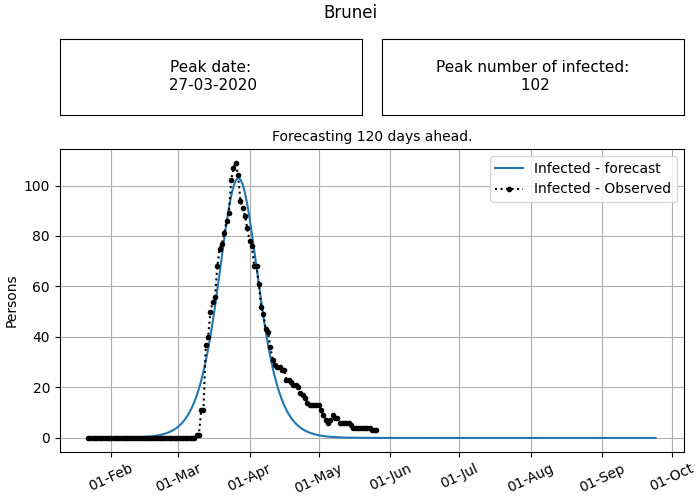 Brunei
Peak date:
27-03-2020
Peak number of infected:
102
Forecasting 120 days ahead.
Infected - forecast
Infected - Observed
Persons
100
80
60
40
20
0
01-Feb
01-Mar
01-Apr
01-May
01-Jun
01-Jul
01-Aug
01-Sep
01-Oct